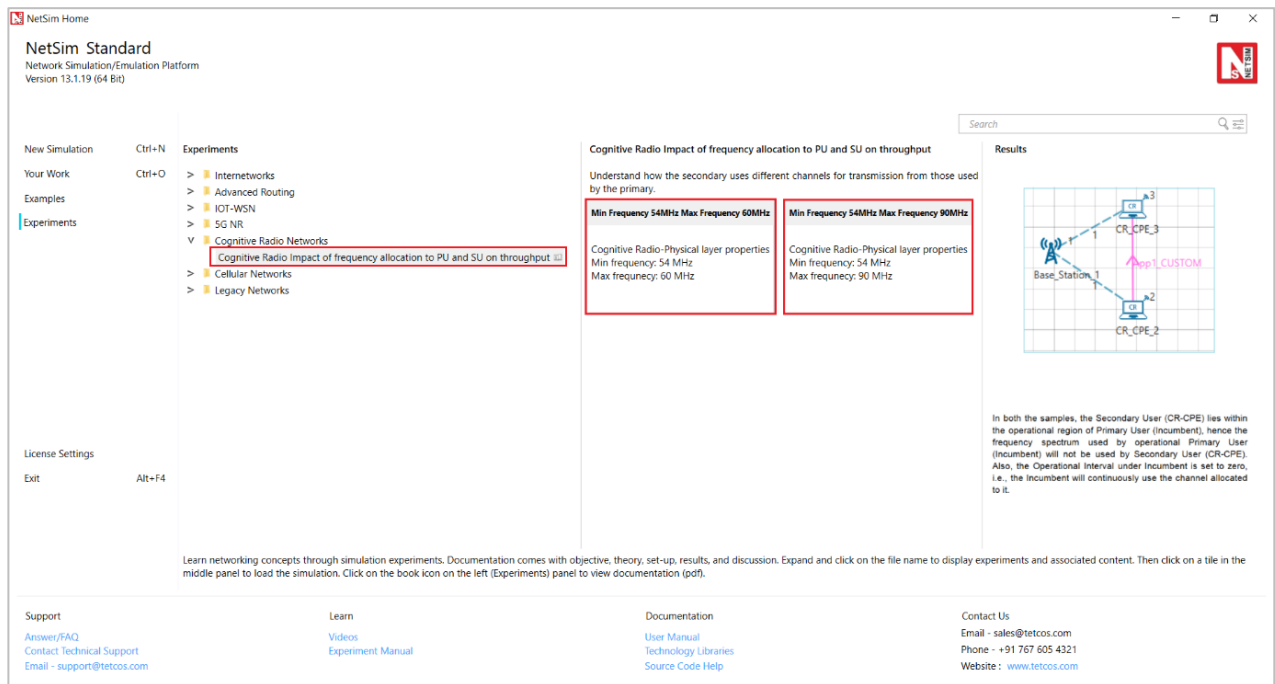 NetSim Home
NetSim Standard
Network Simulation/Emulation Platform
Version 13.1.19 (64 Bit)
NETSIM
Search
New Simulation Ctrl+N
Your Work Ctrl+O
Examples
Experiments
License Settings
Exit Alt+F4
Experiments
> Internetworks
> Advanced Routing
> IOT-WSN
> 5G NR
v Cognitive Radio Networks
Cognitive Radio Impact of frequency allocation to PU and SU on throughput
> Cellular Networks
> Legacy Networks
Cognitive Radio Impact of frequency allocation to PU and SU on throughput
Understand how the secondary uses different channels for transmission from those used
by the primary.
Min Frequency 54MHz Max Frequency 60MHz
Cognitive Radio-Physical layer properties
Min frequency: 54 MHz
Max frequnecy: 60 MHz
Min Frequency 54MHz Max Frequency 90MHz
Cognitive Radio-Physical layer properties
Min frequency: 54 MHz
Max frequnecy: 90 MHz
Results
3
CR
CR_CPE_3
1
1
App1_CUSTOM
Base_Station_1
1
2
CR
CR_CPE_2
In both the samples, the Secondary User (CR-CPE) lies within
the operational region of Primary User (Incumbent), hence the
frequency spectrum used by operational Primary User
(Incumbent) will not be used by Secondary User (CR-CPE).
Also, the Operational Interval under Incumbent is set to zero,
i.e., the Incumbent will continuously use the channel allocated
to it.
Learn networking concepts through simulation experiments. Documentation comes with objective, theory, set-up, results, and discussion. Expand and click on the file name to display experiments and associated content. Then click on a tile in the
middle panel to load the simulation. Click on the book icon on the left (Experiments) panel to view documentation (pdf).
Support
Answer/FAQ
Contact Technical Support
Email - support@tetcos.com
Learn
Videos
Experiment Manual
Documentation
User Manual
Technology Libraries
Source Code Help
Contact Us
Email - sales@tetcos.com
Phone - +91 767 605 4321
Website : www.tetcos.com